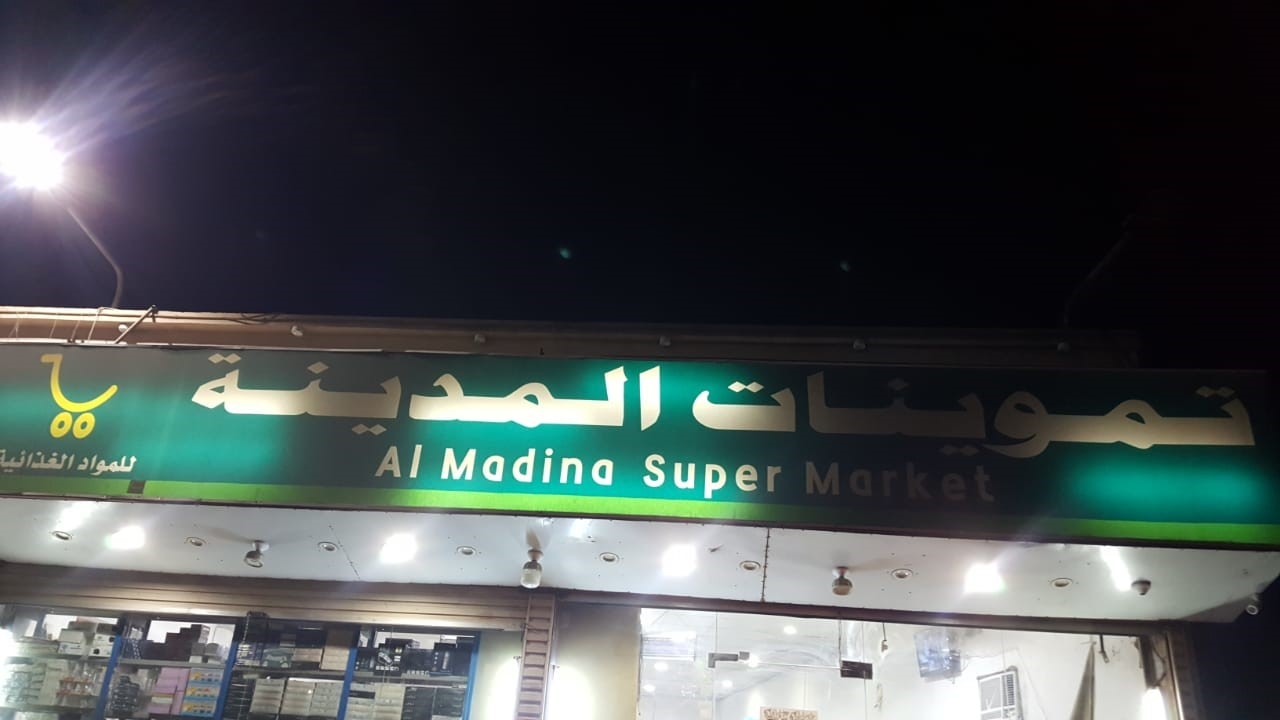 تموينات المدينة
Al Madina Super Market
للمواد الغذائية